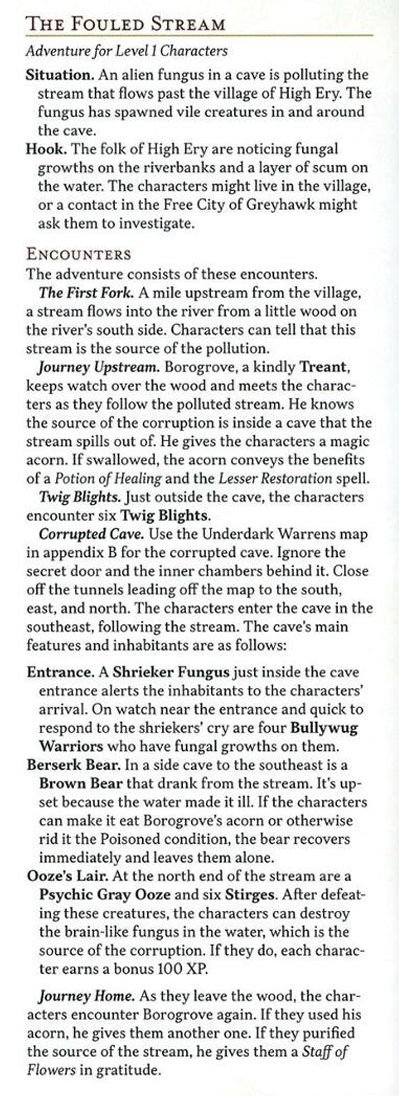 THE FOULED STREAM
Adventure for Level 1 Characters
Situation. An alien fungus in a cave is polluting the
stream that flows past the village of High Ery. The
fungus has spawned vile creatures in and around
the cave.
Hook. The folk of High Ery are noticing fungal
growths on the riverbanks and a layer of scum on
the water. The characters might live in the village,
or a contact in the Free City of Greyhawk might
ask them to investigate.
ENCOUNTERS
The adventure consists of these encounters.
The First Fork. A mile upstream from the village,
a stream flows into the river from a little wood on
the river's south side. Characters can tell that this
stream is the source of the pollution.
Journey Upstream. Borogrove, a kindly Treant,
keeps watch over the wood and meets the charac-
ters as they follow the polluted stream. He knows
the source of the corruption is inside a cave that the
stream spills out of. He gives the characters a magic
acorn. If swallowed, the acorn conveys the benefits
of a Potion of Healing and the Lesser Restoration spell.
Twig Blights. Just outside the cave, the characters
encounter six Twig Blights.
Corrupted Cave. Use the Underdark Warrens map
in appendix B for the corrupted cave. Ignore the
secret door and the inner chambers behind it. Close
off the tunnels leading off the map to the south,
east, and north. The characters enter the cave in the
southeast, following the stream. The cave's main
features and inhabitants are as follows:
Entrance. A Shrieker Fungus just inside the cave
entrance alerts the inhabitants to the characters'
arrival. On watch near the entrance and quick to
respond to the shriekers' cry are four Bullywug
Warriors who have fungal growths on them.
Berserk Bear. In a side cave to the southeast is a
Brown Bear that drank from the stream. It's up-
set because the water made it ill. If the characters
can make it eat Borogrove's acorn or otherwise
rid it the Poisoned condition, the bear recovers
immediately and leaves them alone.
Ooze's Lair. At the north end of the stream are a
Psychic Gray Ooze and six Stirges. After defeat-
ing these creatures, the characters can destroy
the brain-like fungus in the water, which is the
source of the corruption. If they do, each charac-
ter earns a bonus 100 XP.
Journey Home. As they leave the wood, the char-
acters encounter Borogrove again. If they used his
acorn, he gives them another one. If they purified
the source of the stream, he gives them a Staff of
Flowers in gratitude.